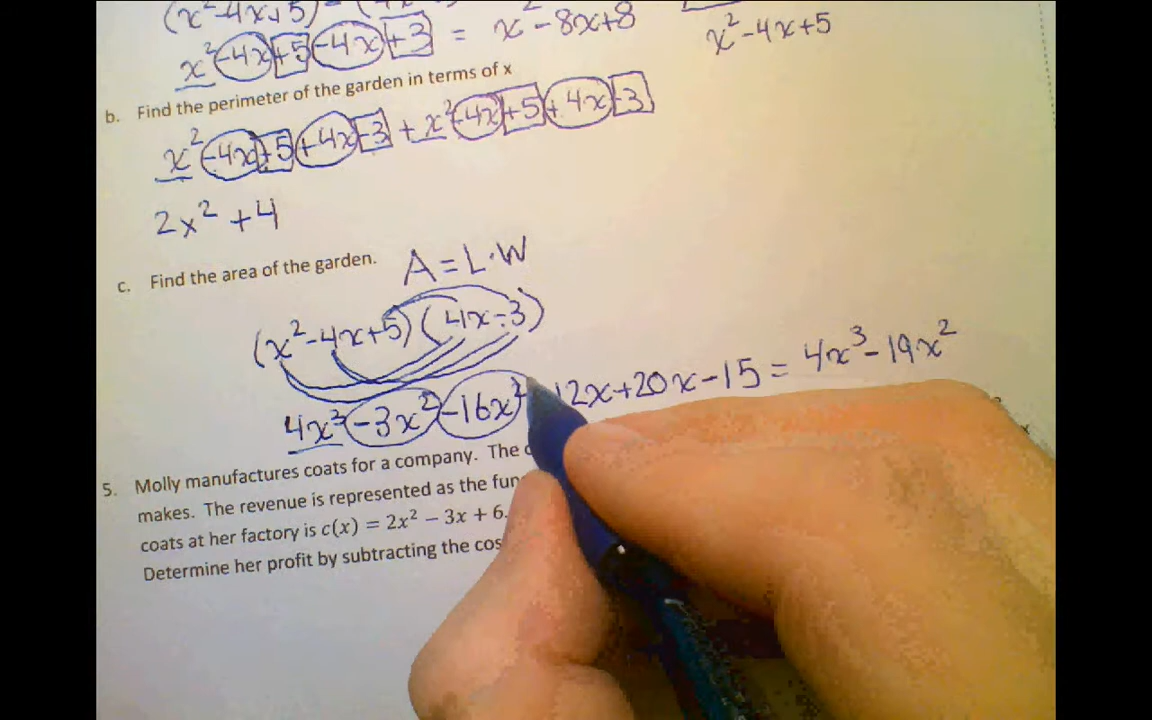 (x²-4x+5)
x²-4x+5-4x+3 = x²-8x+8
x²-4x+5
b. Find the perimeter of the garden in terms of x
x²-4x+5+4x-3 + x²-4x+5+4x-3
2x² +4
c. Find the area of the garden.
A=L·W
(x²-4x+5)(4x-3)
4x³-3x²-16x² 12x+20x-15 = 4x³-19x²
5. Molly manufactures coats for a company. The
makes. The revenue is represented as the
coats at her factory is c(x) = 2x² − 3x + 6.
Determine her profit by subtracting the